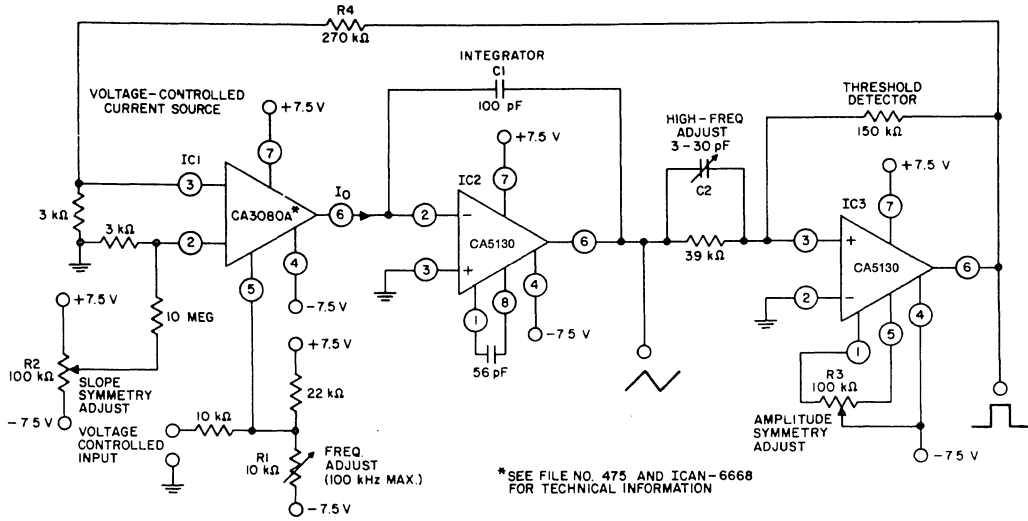 R4
270 kΩ
INTEGRATOR
C1
100 pF
VOLTAGE-CONTROLLED
CURRENT SOURCE
THRESHOLD
DETECTOR
150 kΩ
+7.5 V
7
HIGH-FREQ
ADJUST
3-30 pF
C2
+7.5 V
7
+7.5 V
7
IC1
3
CA3080A*
IO
6
IC2
2
-
CA5130
6
3
+
39 kΩ
IC3
3
+
CA5130
6
2
-
3 kΩ
3 kΩ
2
4
5
-7.5 V
1
8
4
-7 5 V
56 pF
1
5
4
+7.5 V
10 MEG
R2
100 kΩ
SLOPE
SYMMETRY
ADJUST
-7 5 V
+7.5 V
22 kΩ
R3
100 kΩ
AMPLITUDE
SYMMETRY
ADJUST
-7 5 V
VOLTAGE
CONTROLLED
INPUT
10 kΩ
R1
10 kΩ
FREQ.
ADJUST
(100 kHz MAX.)
-7.5 V
*SEE FILE NO. 475 AND ICAN-6668
FOR TECHNICAL INFORMATION